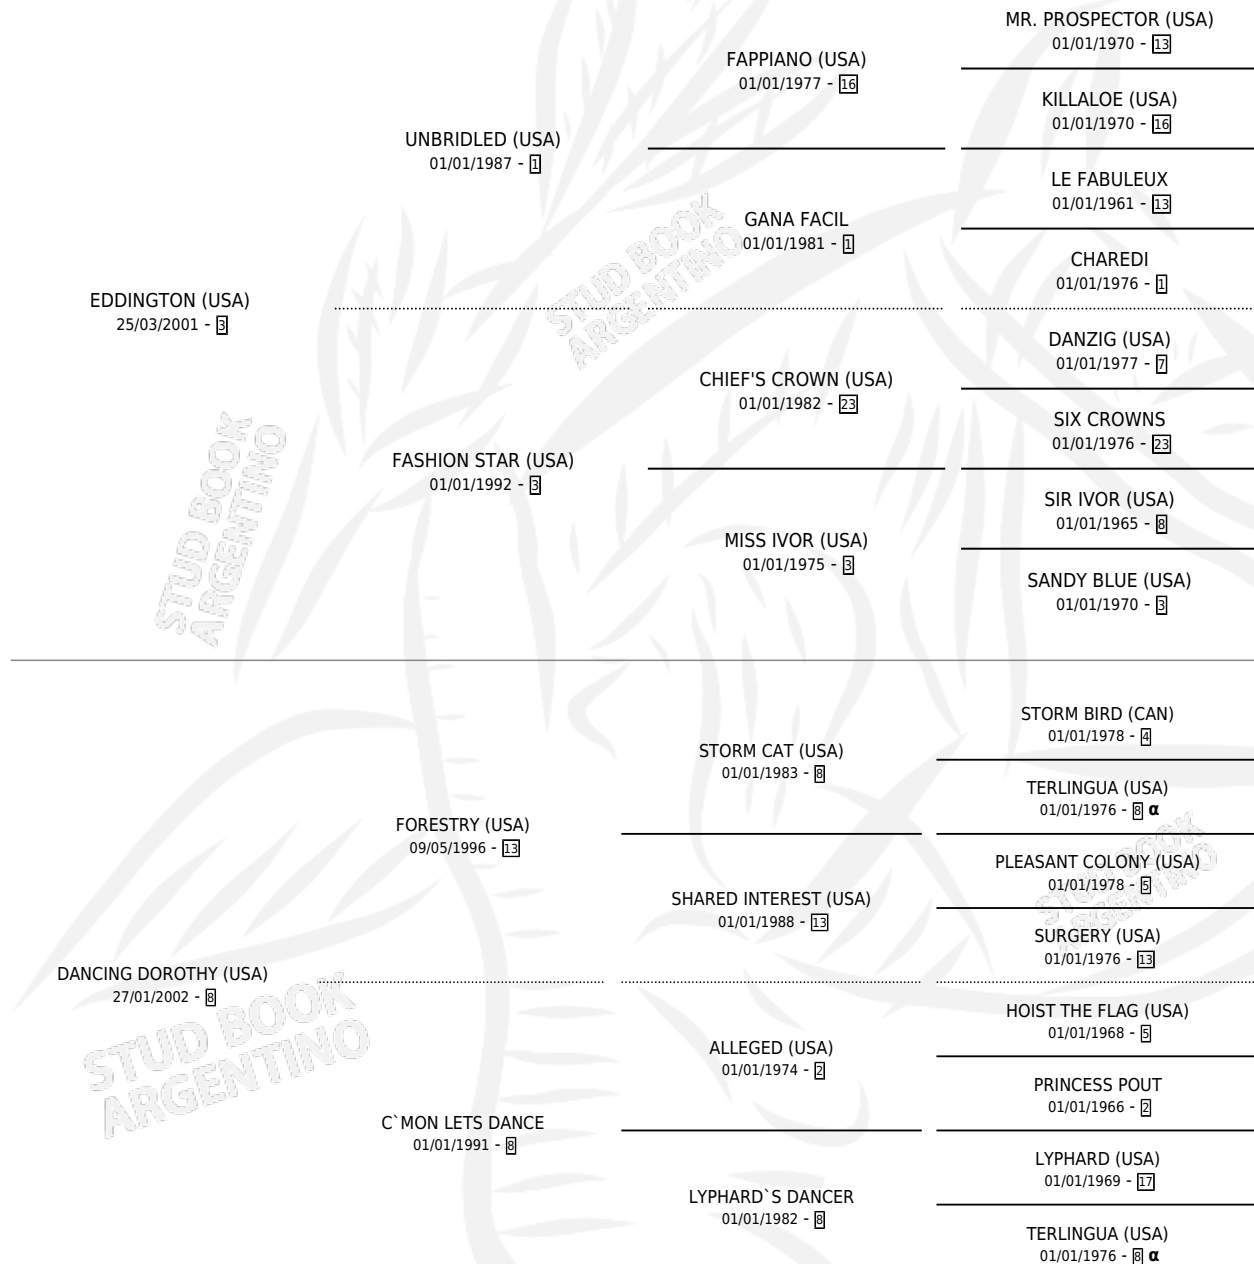 MR. PROSPECTOR (USA)
01/01/1970 - 13
FAPPIANO (USA)
01/01/1977 - 16
KILLALOE (USA)
01/01/1970 - 16
UNBRIDLED (USA)
01/01/1987 - 1
LE FABULEUX
01/01/1961 - 13
GANA FACIL
01/01/1981 - 1
CHAREDI
01/01/1976 - 1
EDDINGTON (USA)
25/03/2001 - 3
DANZIG (USA)
01/01/1977 - 7
CHIEF'S CROWN (USA)
01/01/1982 - 23
SIX CROWNS
01/01/1976 - 23
FASHION STAR (USA)
01/01/1992 - 3
SIR IVOR (USA)
01/01/1965 - 8
MISS IVOR (USA)
01/01/1975 - 3
SANDY BLUE (USA)
01/01/1970 - 3
STORM BIRD (CAN)
01/01/1978 - 4
STORM CAT (USA)
01/01/1983 - 8
TERLINGUA (USA)
01/01/1976 - 8 α
FORESTRY (USA)
09/05/1996 - 13
PLEASANT COLONY (USA)
01/01/1978 - 5
SHARED INTEREST (USA)
01/01/1988 - 13
SURGERY (USA)
01/01/1976 - 13
DANCING DOROTHY (USA)
27/01/2002 - 8
HOIST THE FLAG (USA)
01/01/1968 - 5
ALLEGED (USA)
01/01/1974 - 2
PRINCESS POUT
01/01/1966 - 2
C`MON LETS DANCE
01/01/1991 - 8
LYPHARD (USA)
01/01/1969 - 17
LYPHARD`S DANCER
01/01/1982 - 8
TERLINGUA (USA)
01/01/1976 - 8 α
STUD BOOK
ARGENTINO
STUD BOOK
ARGENTINO
STUD BOOK
ARGENTINO
STUD BOOK
ARGENTINO